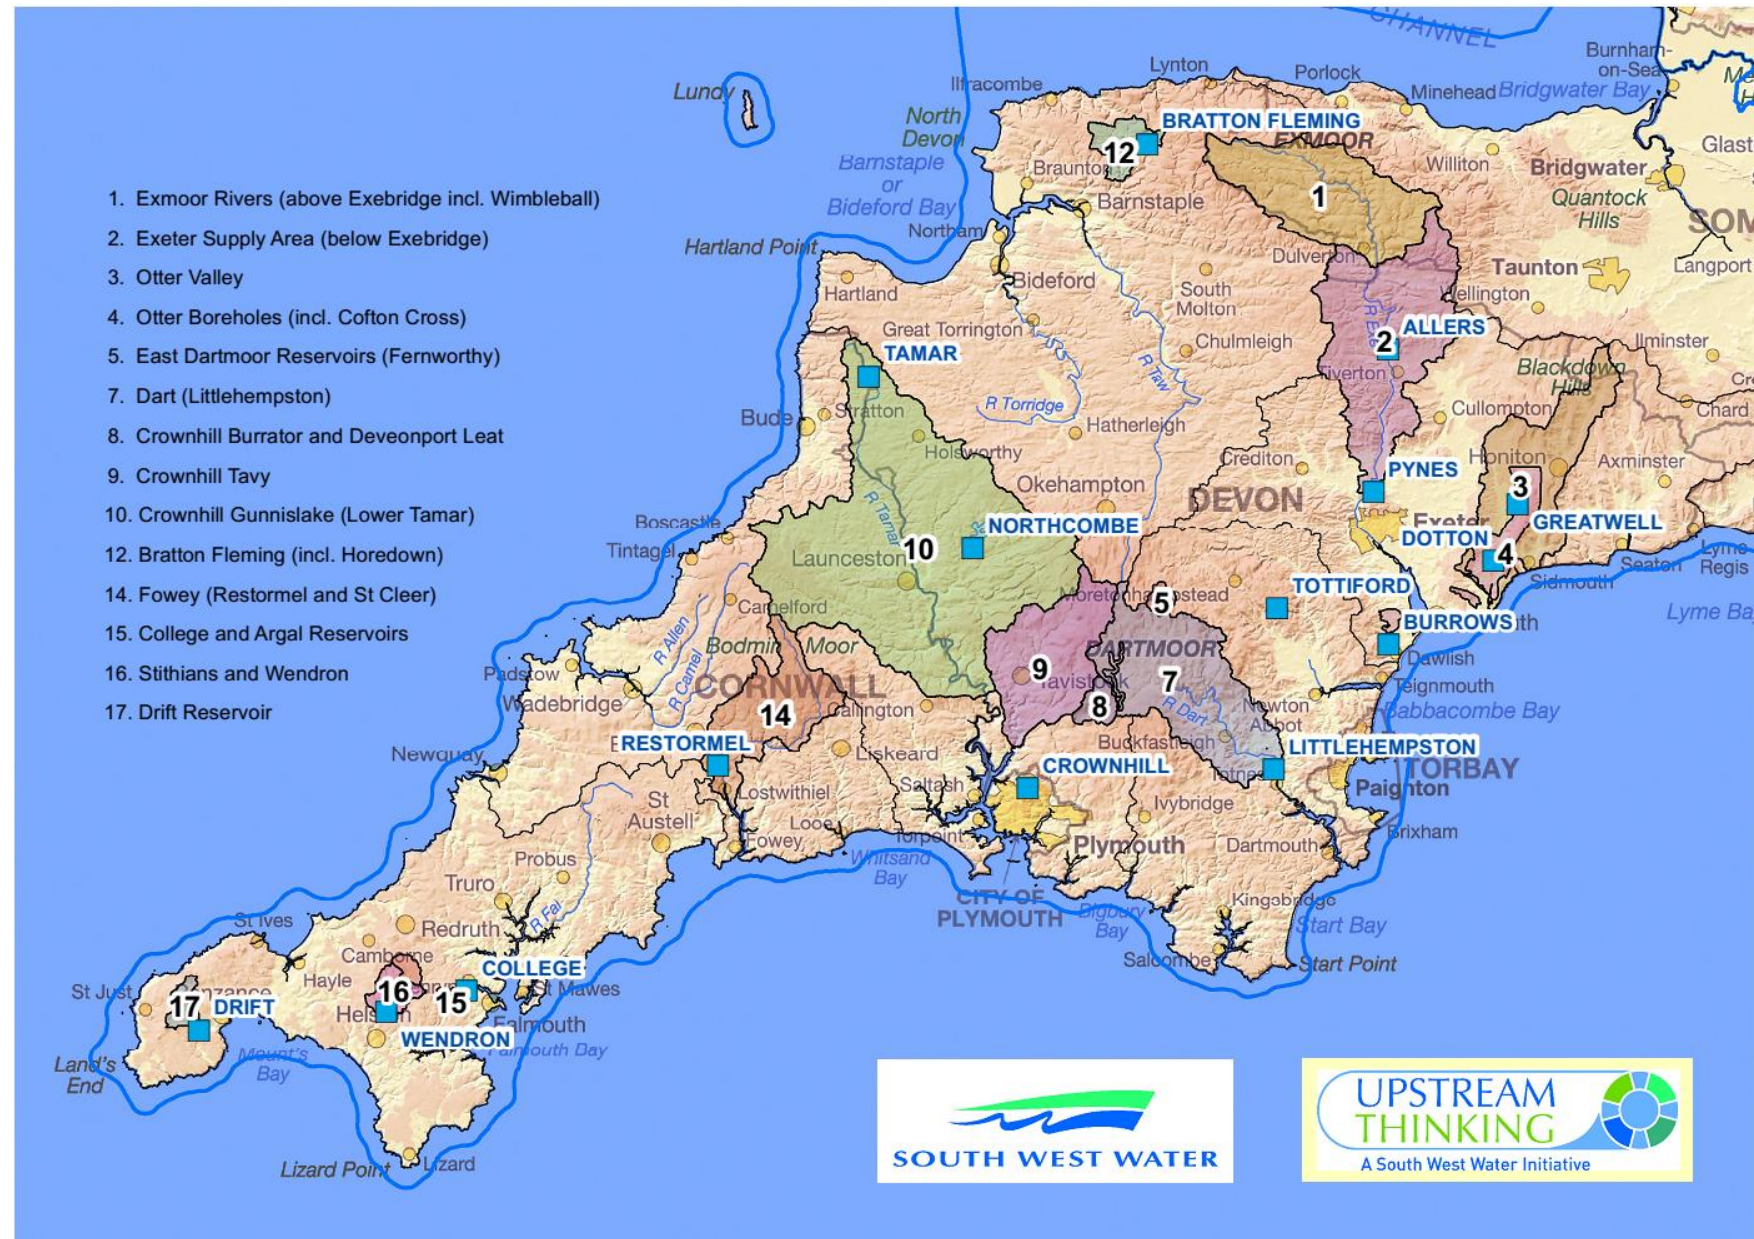 1. Exmoor Rivers (above Exebridge incl. Wimbleball)
2. Exeter Supply Area (below Exebridge)
3. Otter Valley
4. Otter Boreholes (incl. Cofton Cross)
5. East Dartmoor Reservoirs (Fernworthy)
7. Dart (Littlehempston)
8. Crownhill Burrator and Deveonport Leat
9. Crownhill Tavy
10. Crownhill Gunnislake (Lower Tamar)
12. Bratton Fleming (incl. Horedown)
14. Fowey (Restormel and St Cleer)
15. College and Argal Reservoirs
16. Stithians and Wendron
17. Drift Reservoir
CHANNEL
Lundy
Ilfracombe
Lynton
Porlock
Minehead
Burnham-
on-Sea
Bridgwater Bay
North
Devon
Barnstaple
or
Bideford Bay
BRATTON FLEMING
EXMOOR
12
Braunton
Barnstaple
1
Williton
Bridgwater
Quantock
Hills
Northam
Hartland Point
Bideford
Hartland
South
Molton
Dulverton
Taunton
Langport
Wellington
Great Torrington
Chulmleigh
R Taw
R Exe
2
ALLERS
Tiverton
Ilminster
Blackdown
Hills
Chard
TAMAR
Stratton
Bude
R Torridge
Hatherleigh
Cullompton
Holsworthy
Crediton
Honiton
Axminster
Okehampton
DEVON
PYNES
3
GREATWELL
Exeter
DOTTON
4
Sidmouth
Seaton
Lyme
Regis
Boscastle
Tintagel
R Tamar
10
NORTHCOMBE
Launceston
Camelford
5
TOTTIFORD
BURROWS
Dawlish
Teignmouth
Babbacombe Bay
R Allen
R Camel
Bodmin Moor
DARTMOOR
9
Tavistock
8
7
R Dart
Newton
Abbot
Padstow
Wadebridge
CORNWALL
14
Callington
Liskeard
Buckfastleigh
LITTLEHEMPSTON
Totnes
TORBAY
Paignton
Brixham
Newquay
RESTORMEL
Lostwithiel
Saltash
CROWNHILL
Ivybridge
Plymouth
Dartmouth
St
Austell
Fowey
Looe
Torpoint
Whitsand
Bay
CITY OF
PLYMOUTH
Bigbury
Bay
Kingsbridge
Salcombe
Start Bay
Start Point
Probus
Truro
R Fal
St Ives
Redruth
Camborne
Hayle
St Just
17
DRIFT
16
15
COLLEGE
St Mawes
Helston
WENDRON
Falmouth
Falmouth Bay
Land's
End
Mount's
Bay
Lizard Point
Lizard
SOUTH WEST WATER
UPSTREAM
THINKING
A South West Water Initiative